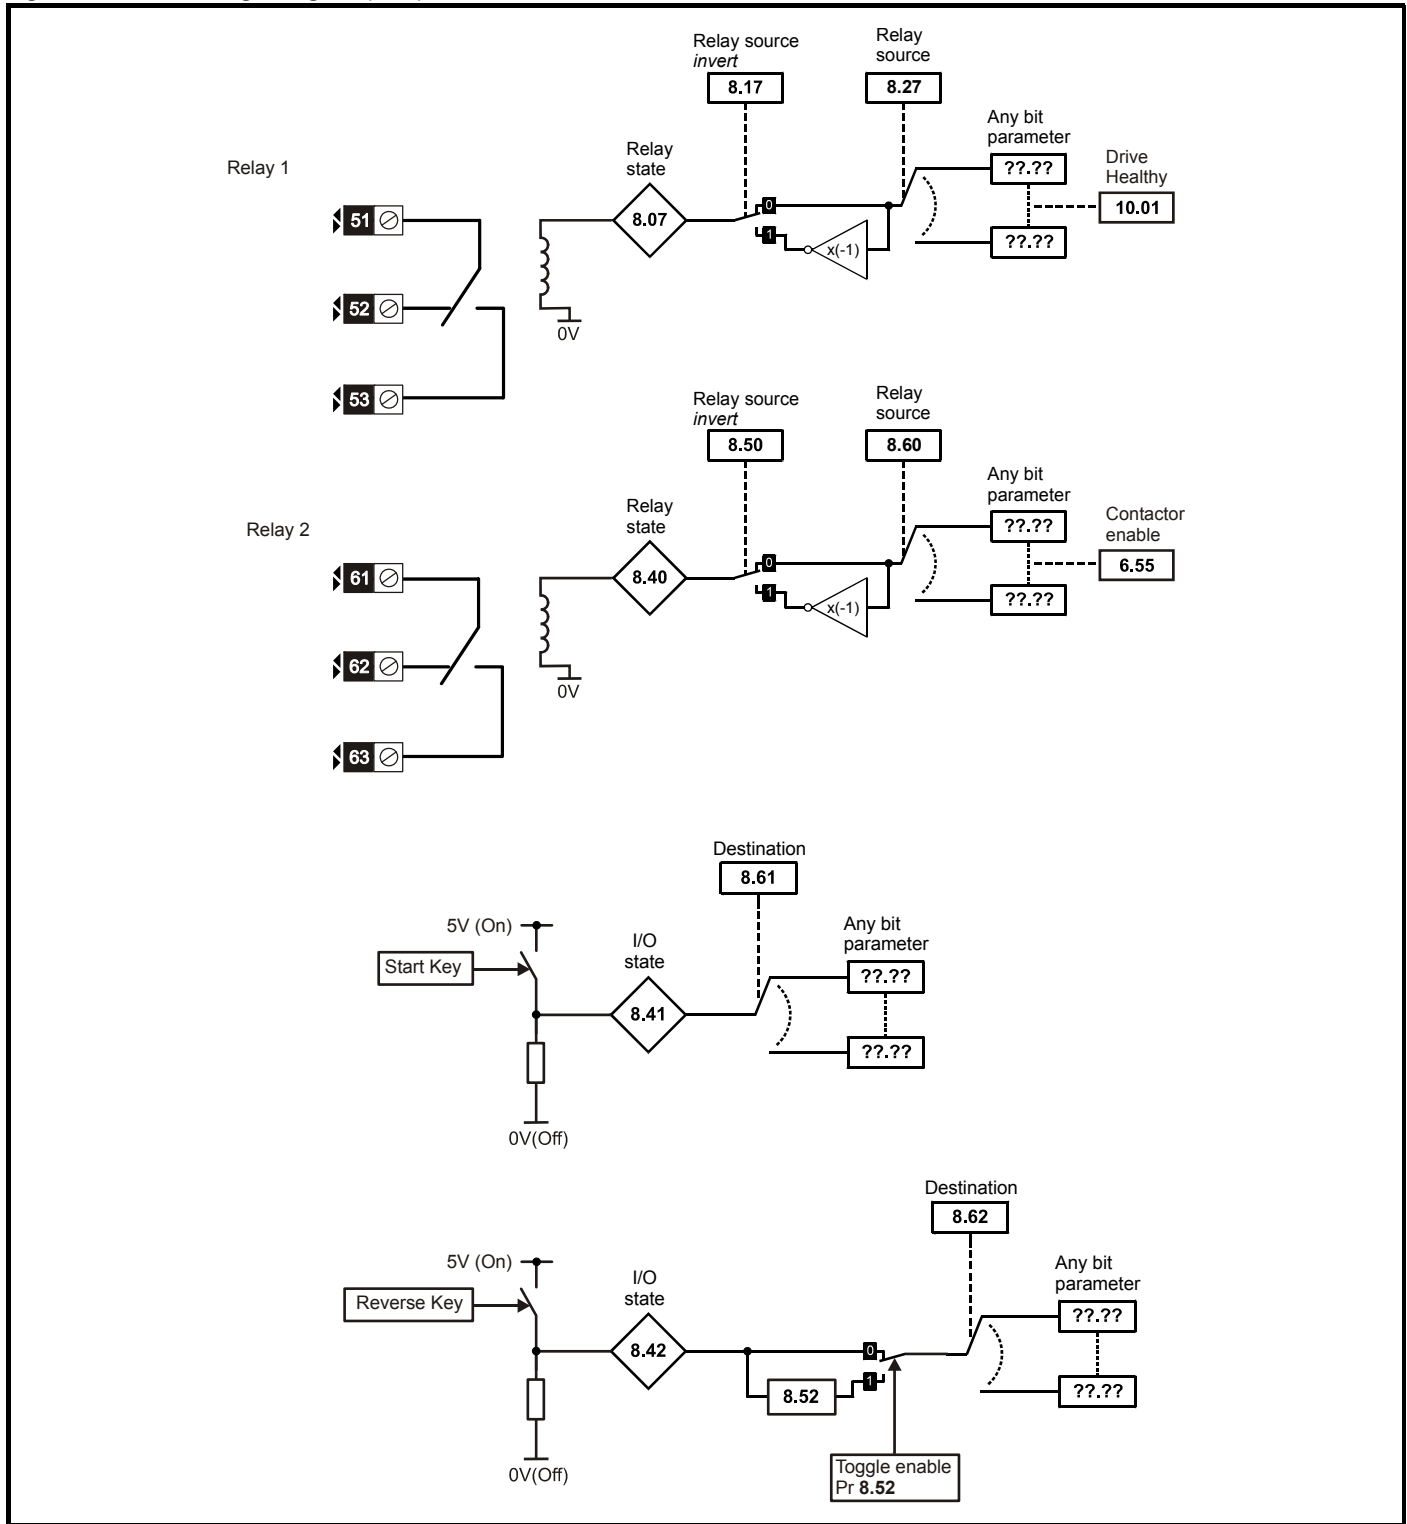 Relay source
invert
8.17
Relay
source
8.27
Any bit
parameter
??.??
??.??
Drive
Healthy
10.01
Relay 1
Relay
state
8.07
0
1
x(-1)
51
52
53
0V
Relay source
invert
8.50
Relay
source
8.60
Any bit
parameter
??.??
??.??
Contactor
enable
6.55
Relay 2
Relay
state
8.40
0
1
x(-1)
61
62
63
0V
Destination
8.61
5V (On)
Start Key
I/O
state
8.41
Any bit
parameter
??.??
??.??
0V(Off)
Destination
8.62
5V (On)
Reverse Key
I/O
state
8.42
0
1
8.52
Any bit
parameter
??.??
??.??
0V(Off)
Toggle enable
Pr 8.52